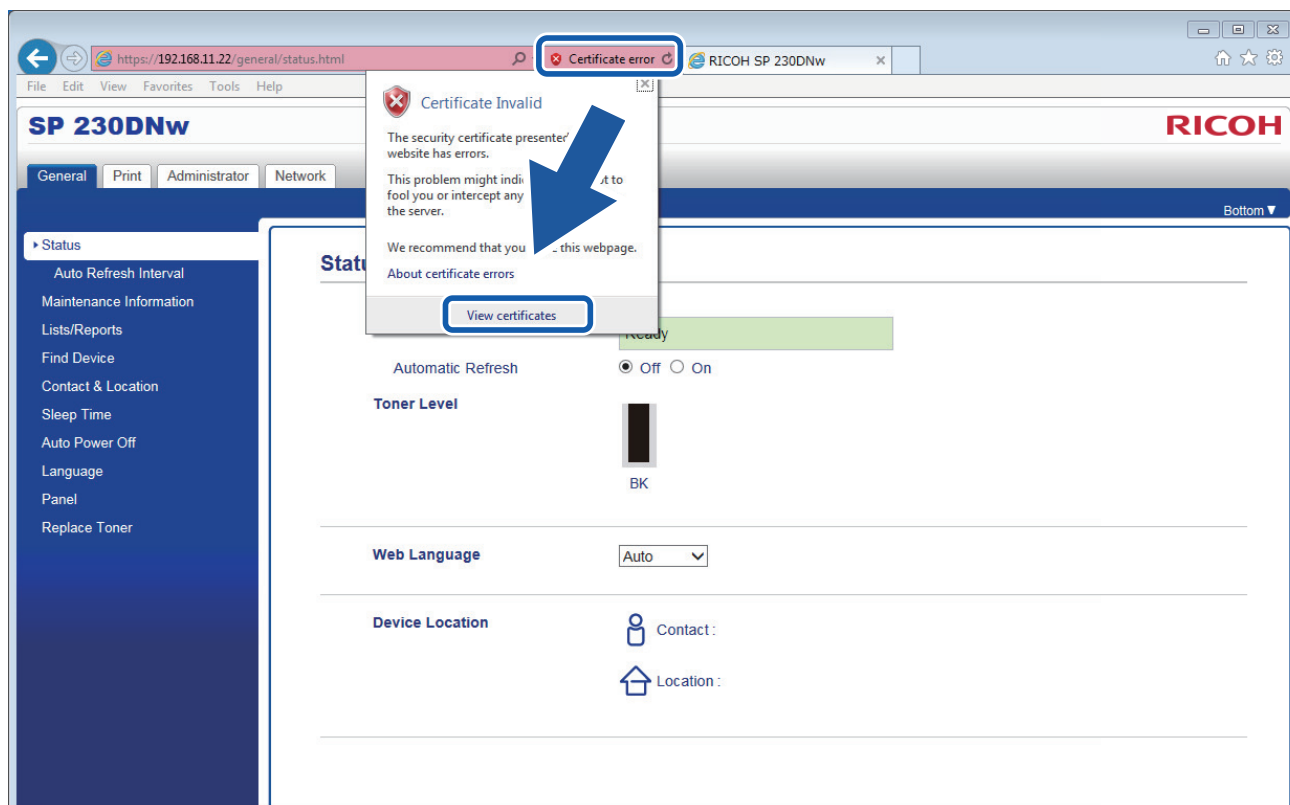 https://192.168.11.22/general/status.html
Certificate error
RICOH SP 230DNw
File Edit View Favorites Tools Help
Certificate Invalid
The security certificate presented
website has errors.
This problem might indi to
fool you or intercept any
the server.
We recommend that you this webpage.
About certificate errors
View certificates
SP 230DNw
RICOH
General Print Administrator Network
Bottom▼
Status
Auto Refresh Interval
Maintenance Information
Lists/Reports
Find Device
Contact & Location
Sleep Time
Auto Power Off
Language
Panel
Replace Toner
Statu
Ready
Automatic Refresh Off On
Toner Level
BK
Web Language Auto
Device Location Contact :
Location :